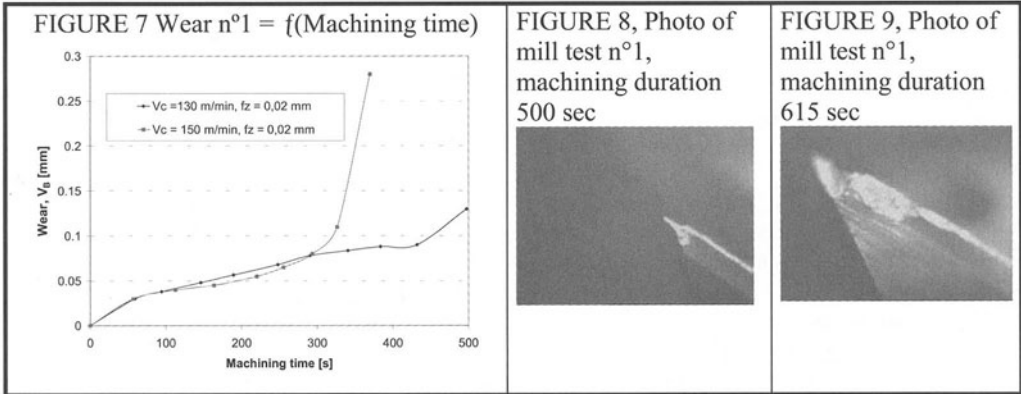 FIGURE 7 Wear nº1 = f(Machining time)
0.3
0.25
0.2
0.15
0.1
0.05
0
Wear, VB [mm]
Vc =130 m/min, fz = 0,02 mm
Vc = 150 m/min, fz = 0,02 mm
0
100
200
300
400
500
Machining time [s]
FIGURE 8, Photo of
mill test n°1,
machining duration
500 sec
FIGURE 9, Photo of
mill test n°1,
machining duration
615 sec